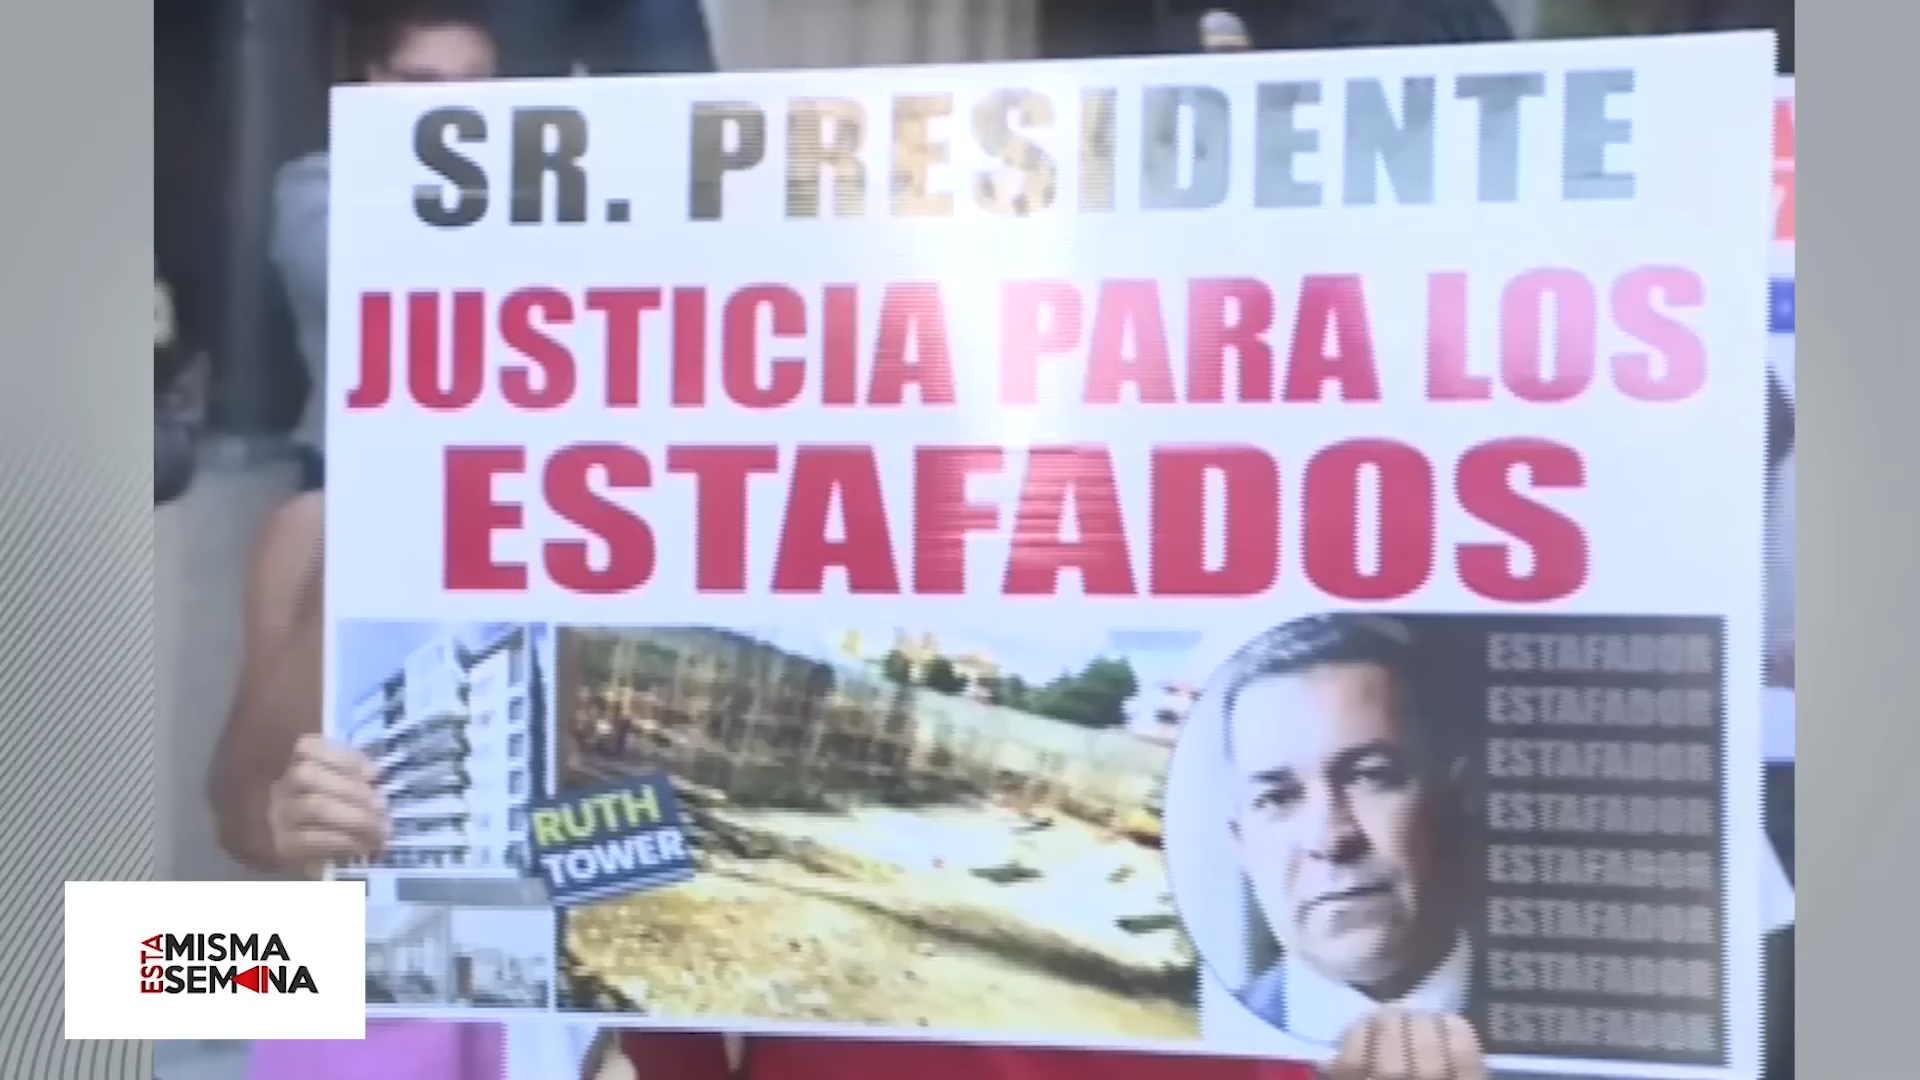 SR. PRESIDENTE
JUSTICIA PARA LOS
ESTAFADOS
RUTH
TOWER
ESTAFADOR
ESTAFADOR
ESTAFADOR
ESTAFADOR
ESTAFADOR
ESTAFADOR
ESTAFADOR
ESTAFADOR
ESTA
MISMA
SEMANA